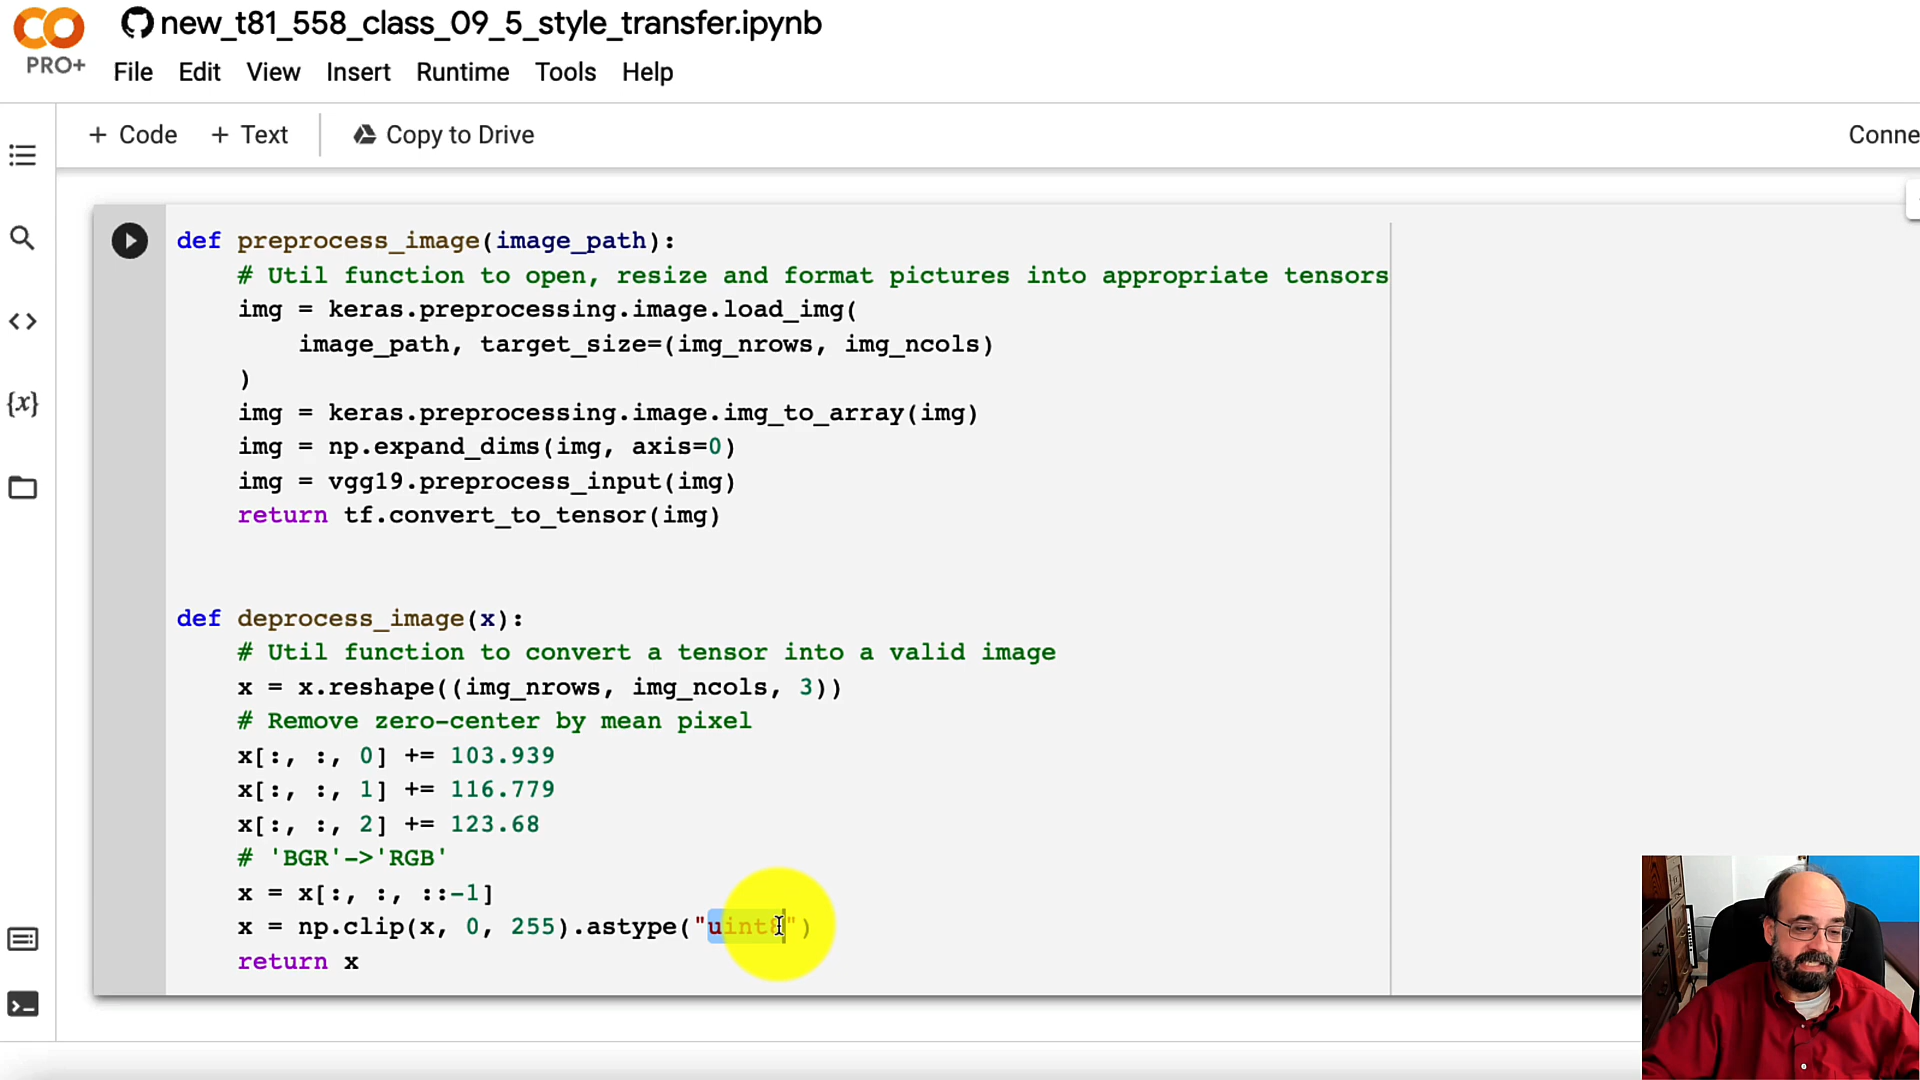 new_t81_558_class_09_5_style_transfer.ipynb
PRO+
File Edit View Insert Runtime Tools Help
+ Code + Text Copy to Drive Conne
{x}
def preprocess_image(image_path):
    # Util function to open, resize and format pictures into appropriate tensors
    img = keras.preprocessing.image.load_img(
        image_path, target_size=(img_nrows, img_ncols)
    )
    img = keras.preprocessing.image.img_to_array(img)
    img = np.expand_dims(img, axis=0)
    img = vgg19.preprocess_input(img)
    return tf.convert_to_tensor(img)
def deprocess_image(x):
    # Util function to convert a tensor into a valid image
    x = x.reshape((img_nrows, img_ncols, 3))
    # Remove zero-center by mean pixel
    x[:, :, 0] += 103.939
    x[:, :, 1] += 116.779
    x[:, :, 2] += 123.68
    # 'BGR'->'RGB'
    x = x[:, :, ::-1]
    x = np.clip(x, 0, 255).astype("uint8")
    return x